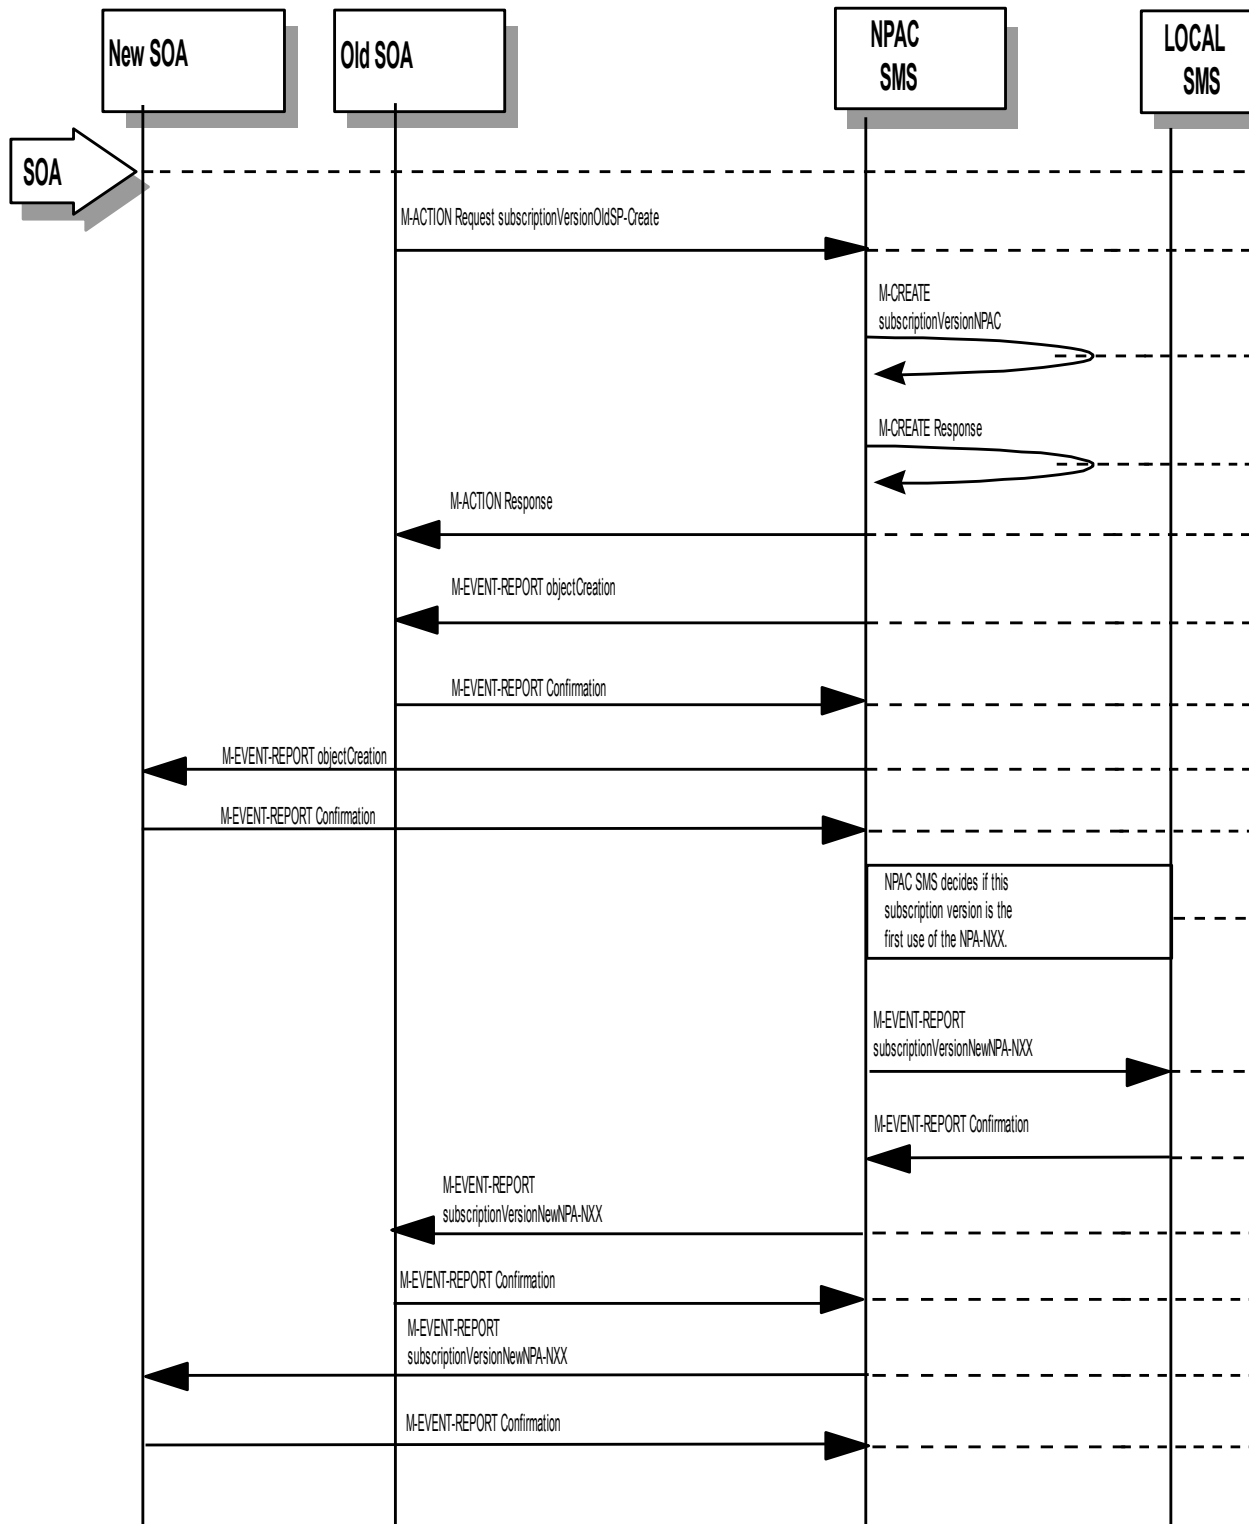 New SOA
Old SOA
NPAC
SMS
LOCAL
SMS
SOA
M-ACTION Request subscriptionVersionOldSP-Create
M-CREATE
subscriptionVersionNPAC
M-CREATE Response
M-ACTION Response
M-EVENT-REPORT objectCreation
M-EVENT-REPORT Confirmation
M-EVENT-REPORT objectCreation
M-EVENT-REPORT Confirmation
NPAC SMS decides if this
subscription version is the
first use of the NPA-NXX.
M-EVENT-REPORT
subscriptionVersionNewNPA-NXX
M-EVENT-REPORT Confirmation
M-EVENT-REPORT
subscriptionVersionNewNPA-NXX
M-EVENT-REPORT Confirmation
M-EVENT-REPORT
subscriptionVersionNewNPA-NXX
M-EVENT-REPORT Confirmation